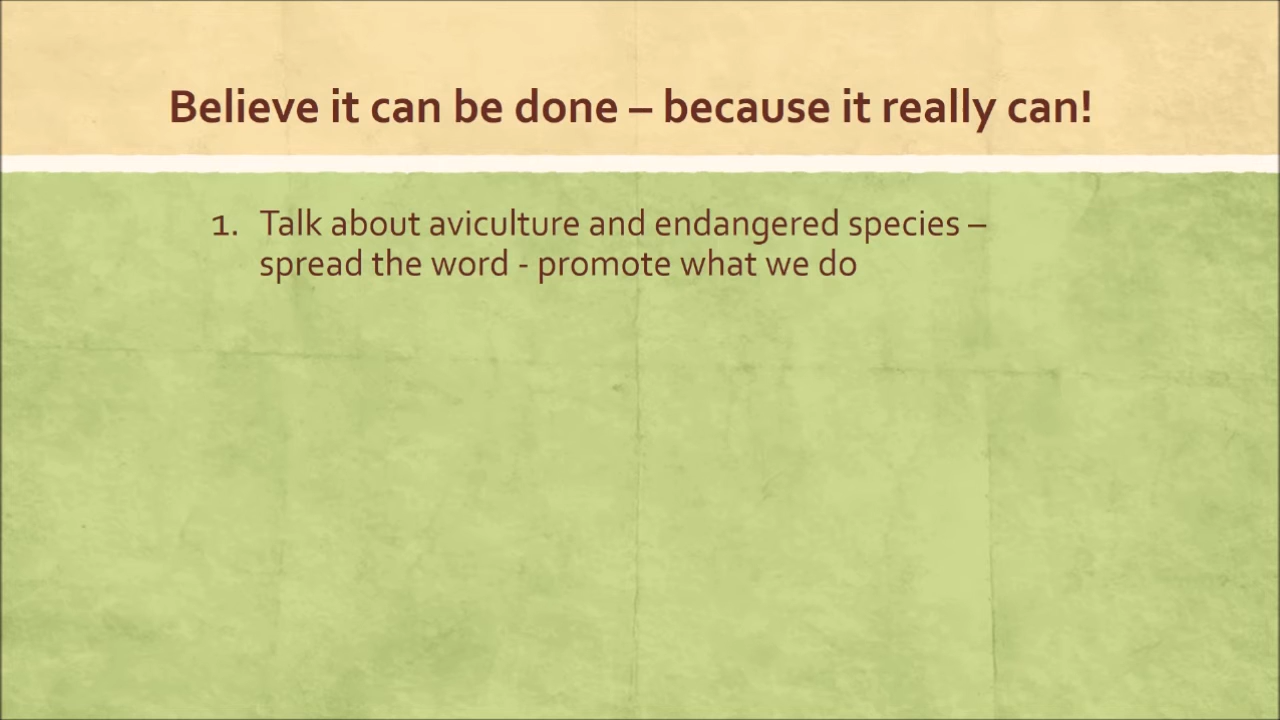 Believe it can be done – because it really can!
1. Talk about aviculture and endangered species –
spread the word - promote what we do